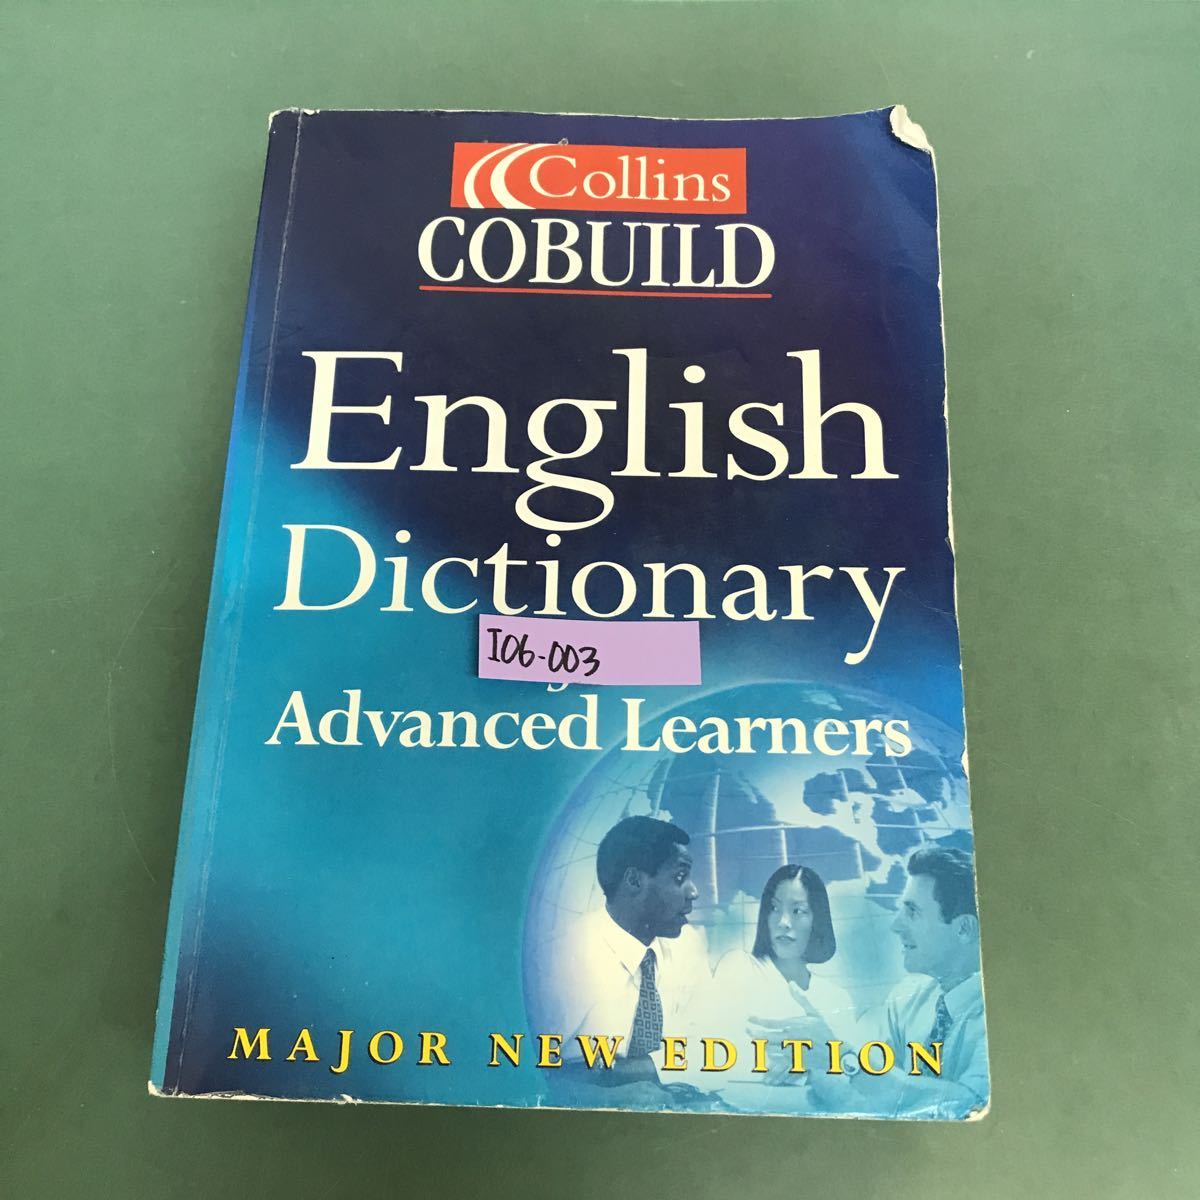 Collins
COBUILD
English
Dictionary
I06-003
Advanced Learners
MAJOR NEW EDITION